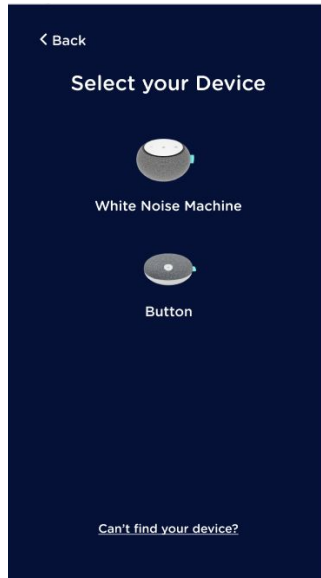 Back
Select your Device
White Noise Machine
Button
Can't find your device?